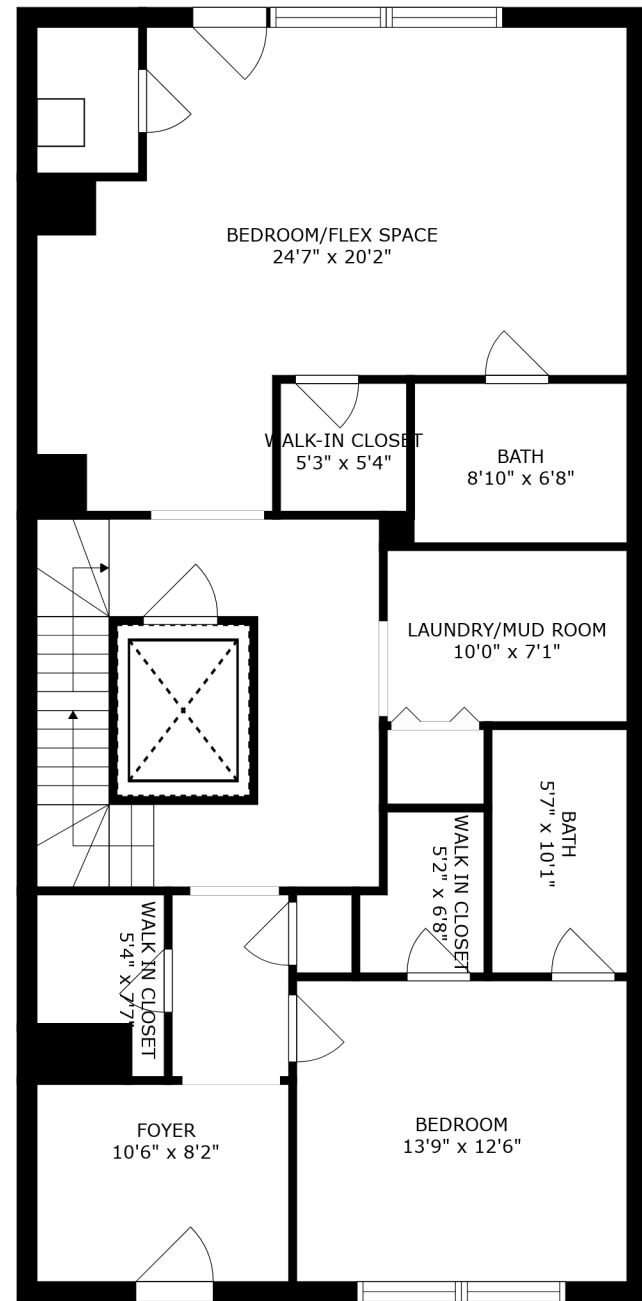 BEDROOM/FLEX SPACE
24'7" x 20'2"
WALK-IN CLOSET
5'3" x 5'4"
BATH
8'10" x 6'8"
LAUNDRY/MUD ROOM
10'0" x 7'1"
BATH
5'7" x 10'1"
WALK IN CLOSET
5'2" x 6'8"
WALK IN CLOSET
5'4" x 7'7"
FOYER
10'6" x 8'2"
BEDROOM
13'9" x 12'6"